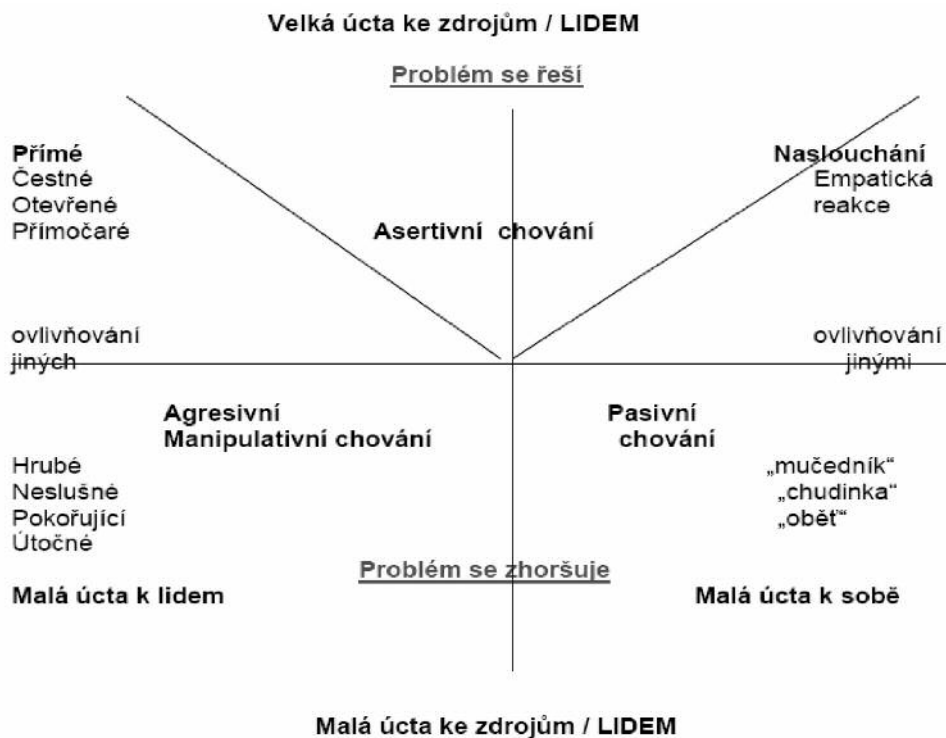 Velká úcta ke zdrojům / LIDEM
Problém se řeší
Přímé
Čestné
Otevřené
Přímočaré
Naslouchání
Empatická
reakce
Asertivní chování
ovlivňování
jiných
ovlivňování
jinými
Agresivní
Manipulativní chování
Pasivní
chování
Hrubé
Neslušné
Pokořující
Útočné
„mučedník“
„chudinka“
„oběť“
Problém se zhoršuje
Malá úcta k lidem
Malá úcta k sobě
Malá úcta ke zdrojům / LIDEM